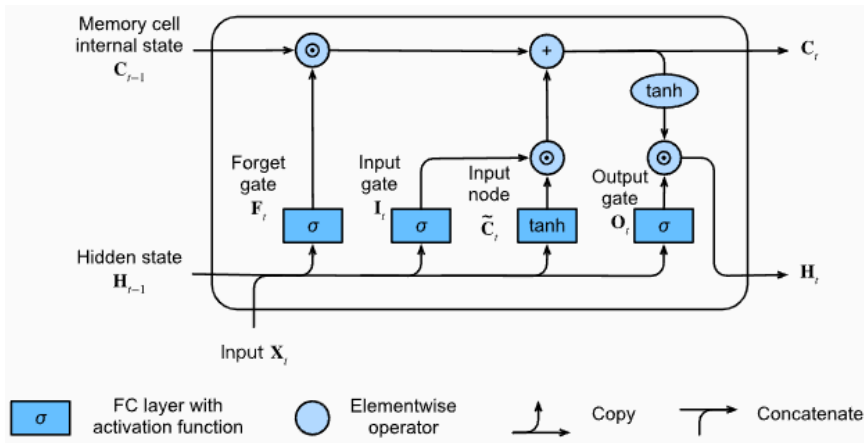 Memory cell
internal state
C_{t−1}
⊙
+
C_t
tanh
Forget
gate
F_t
Input
gate
I_t
⊙
Input
node
C̃_t
Output
gate
O_t
⊙
σ
σ
tanh
σ
Hidden state
H_{t−1}
H_t
Input X_t
σ
FC layer with
activation function
Elementwise
operator
Copy
Concatenate